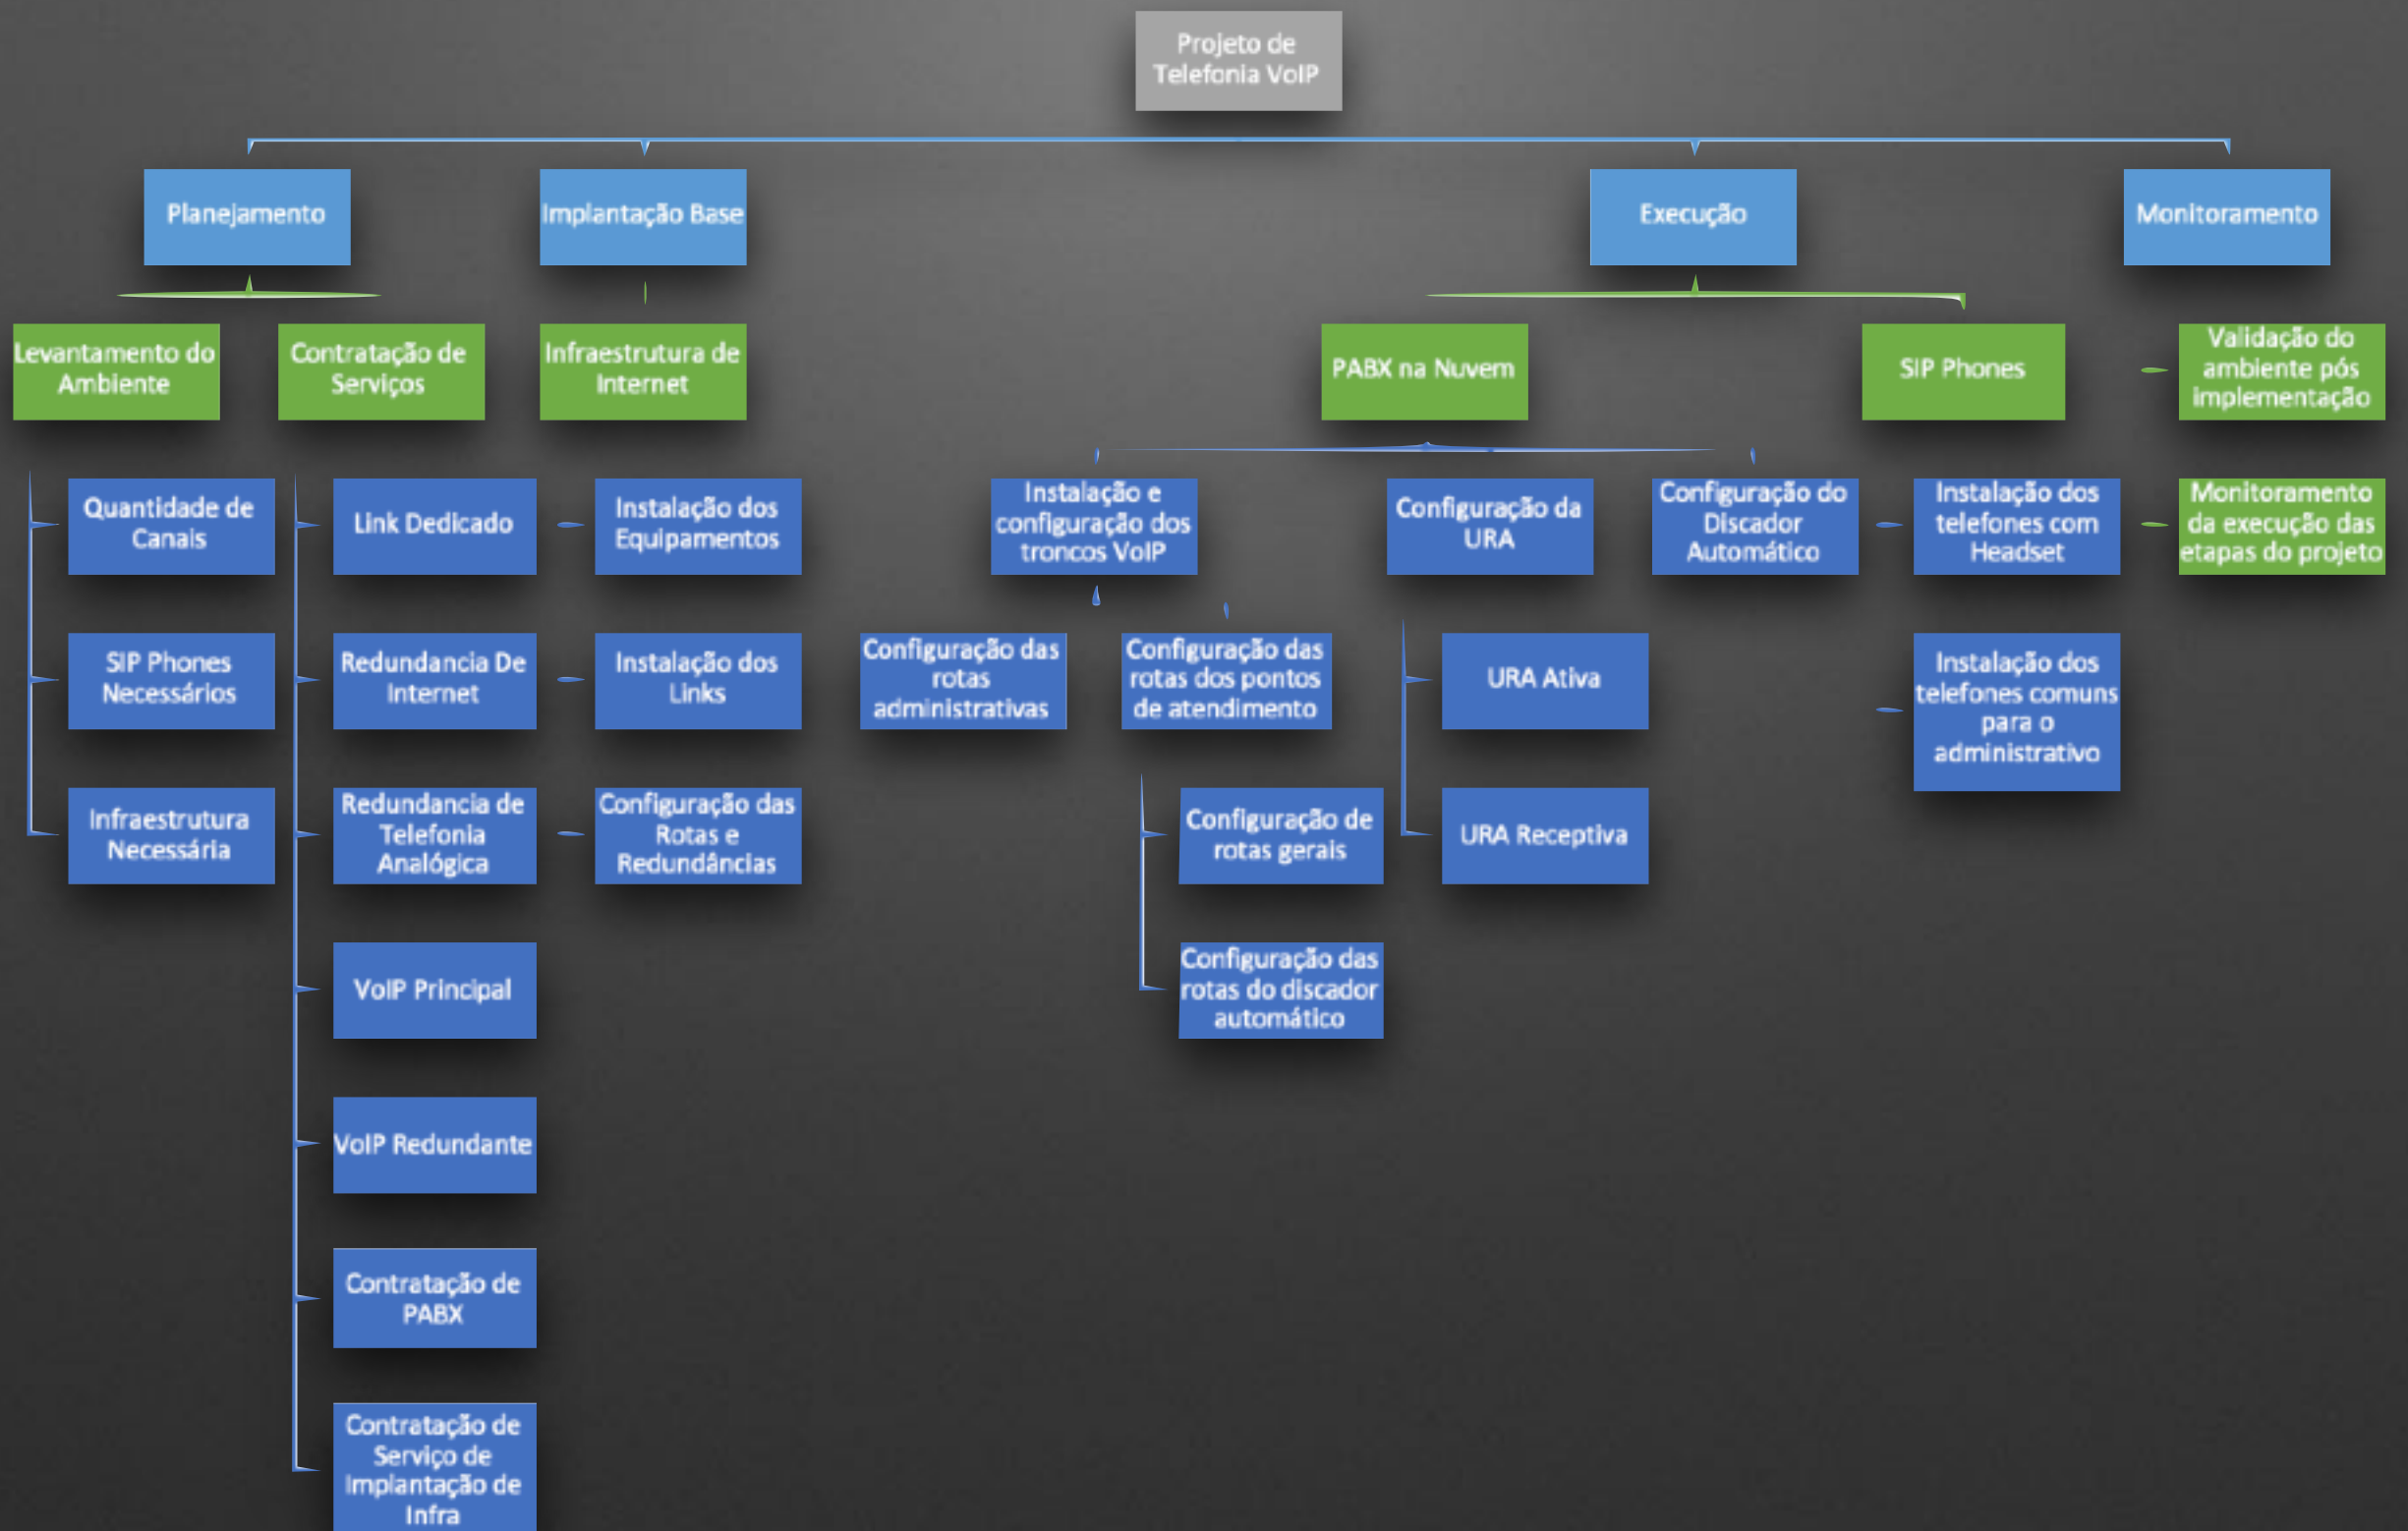 Projeto de
Telefonia VoIP
Planejamento
Implantação Base
Execução
Monitoramento
Levantamento do
Ambiente
Contratação de
Serviços
Infraestrutura de
Internet
PABX na Nuvem
SIP Phones
Validação do
ambiente pós
implementação
Quantidade de
Canais
Link Dedicado
Instalação dos
Equipamentos
Instalação e
configuração dos
troncos VoIP
Configuração da
URA
Configuração do
Discador
Automático
Instalação dos
telefones com
Headset
Monitoramento
da execução das
etapas do projeto
SIP Phones
Necessários
Redundancia De
Internet
Instalação dos
Links
Configuração das
rotas
administrativas
Configuração das
rotas dos pontos
de atendimento
URA Ativa
Instalação dos
telefones comuns
para o
administrativo
Infraestrutura
Necessária
Redundancia de
Telefonia
Analógica
Configuração das
Rotas e
Redundâncias
Configuração de
rotas gerais
URA Receptiva
VoIP Principal
Configuração das
rotas do discador
automático
VoIP Redundante
Contratação de
PABX
Contratação de
Serviço de
Implantação de
Infra